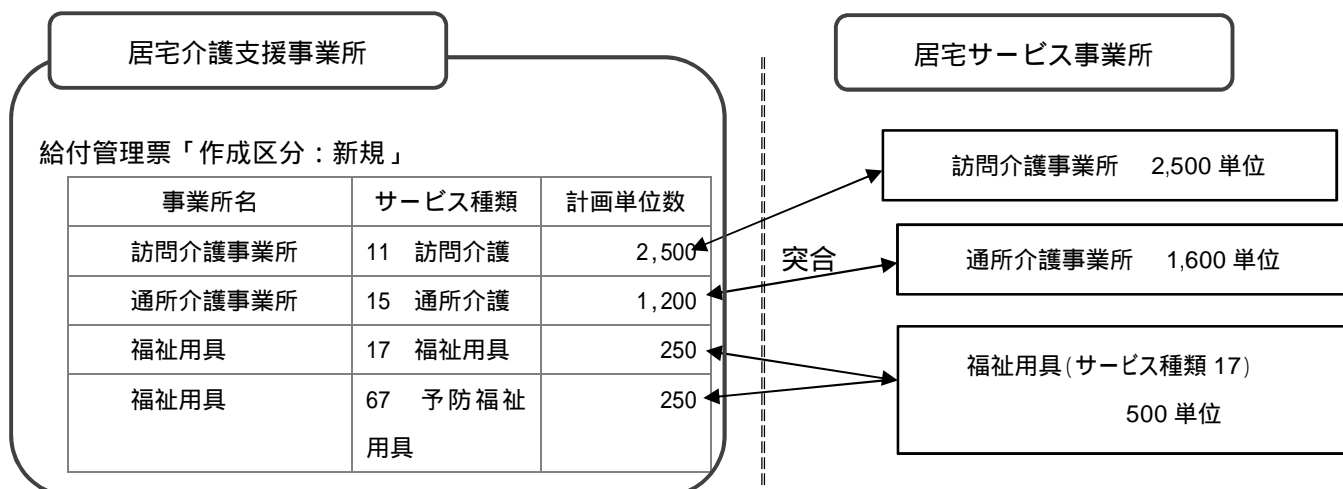 居宅介護支援事業所
居宅サービス事業所
給付管理票「作成区分：新規」
事業所名 サービス種類 計画単位数
訪問介護事業所 11 訪問介護 2,500
通所介護事業所 15 通所介護 1,200
福祉用具 17 福祉用具 250
福祉用具 67 予防福祉 250
用具
突合
訪問介護事業所 2,500 単位
通所介護事業所 1,600 単位
福祉用具(サービス種類 17)
500 単位